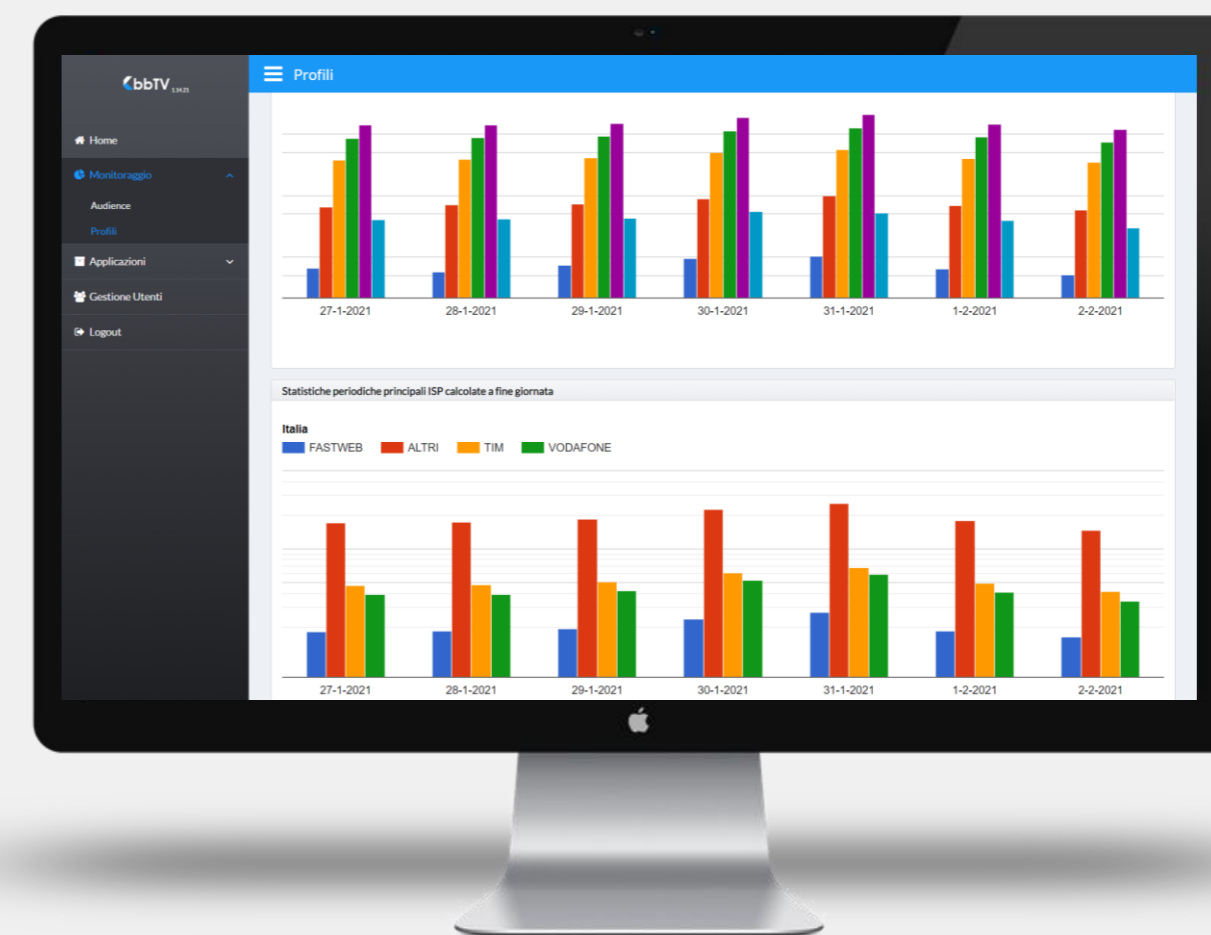 bbTV 1.14.21
Home
Monitoraggio
Audience
Profili
Applicazioni
Gestione Utenti
Logout
Profili
27-1-2021 28-1-2021 29-1-2021 30-1-2021 31-1-2021 1-2-2021 2-2-2021
Statistiche periodiche principali ISP calcolate a fine giornata
Italia
FASTWEB ALTRI TIM VODAFONE
27-1-2021 28-1-2021 29-1-2021 30-1-2021 31-1-2021 1-2-2021 2-2-2021